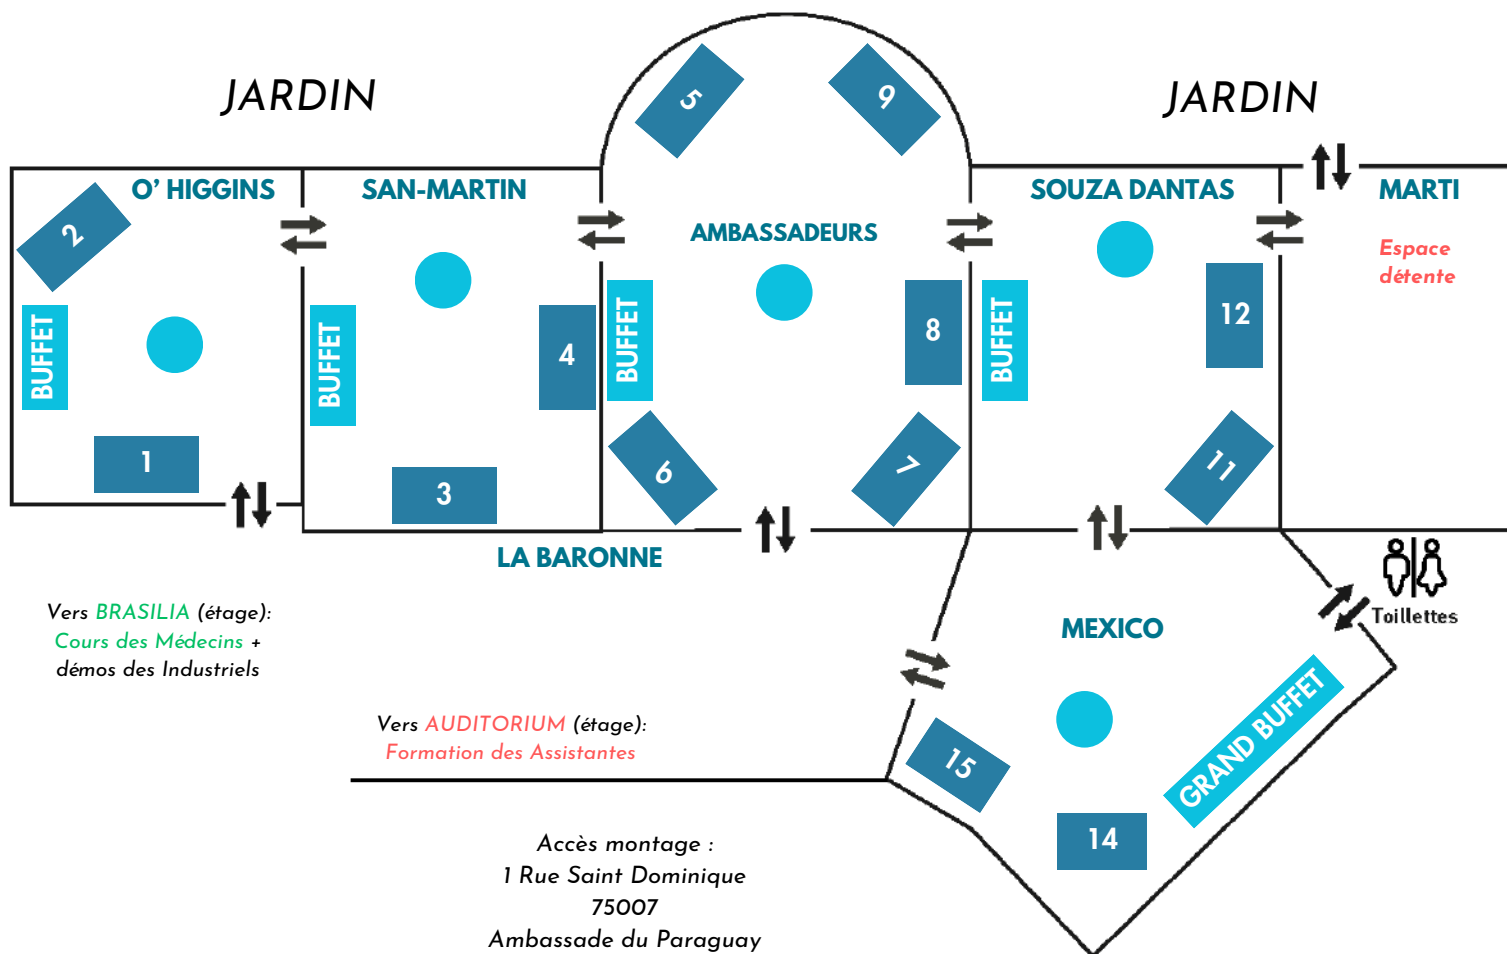 JARDIN
JARDIN
5
9
O' HIGGINS
SAN-MARTIN
SOUZA DANTAS
MARTI
2
AMBASSADEURS
Espace
détente
BUFFET
BUFFET
4
BUFFET
8
BUFFET
12
1
3
6
7
11
LA BARONNE
Vers BRASILIA (étage):
Cours des Médecins +
démos des Industriels
MEXICO
Toillettes
Vers AUDITORIUM (étage):
Formation des Assistantes
GRAND BUFFET
15
14
Accès montage :
1 Rue Saint Dominique
75007
Ambassade du Paraguay